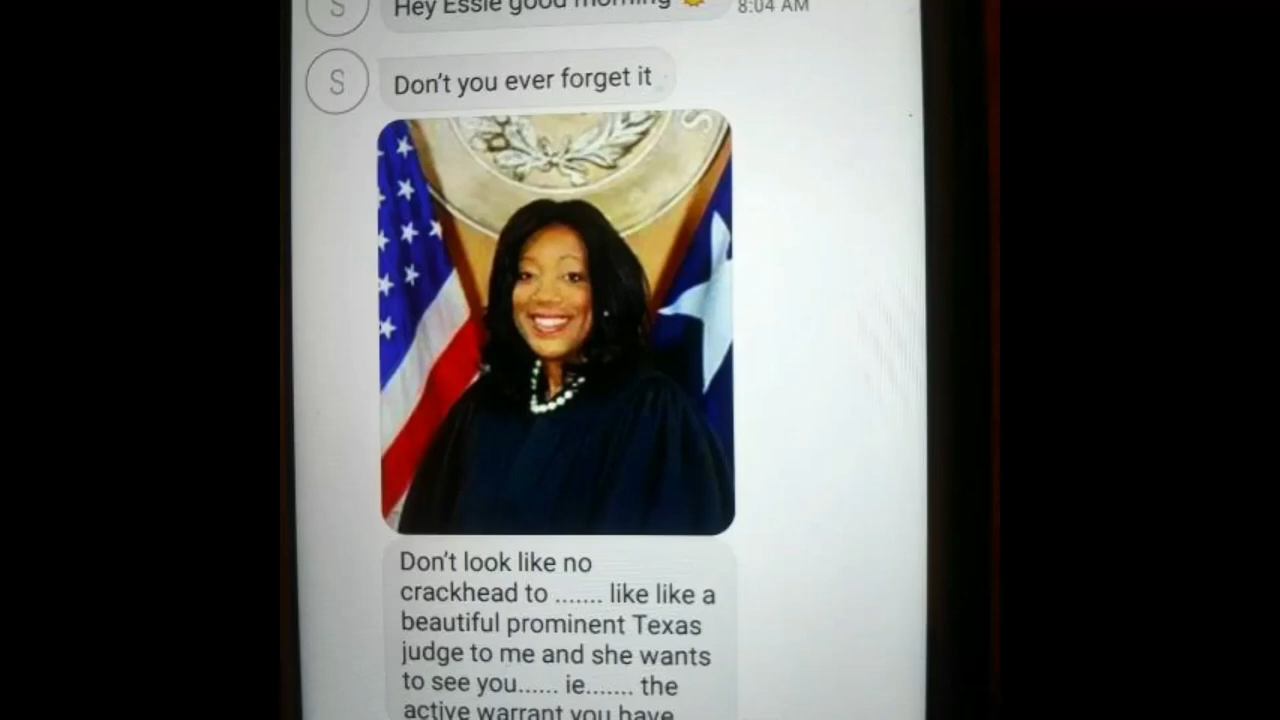 S
Hey Essie good morning
8:04 AM
S
Don't you ever forget it
S
Don't look like no
crackhead to ....... like like a
beautiful prominent Texas
judge to me and she wants
to see you...... ie....... the
active warrant you have